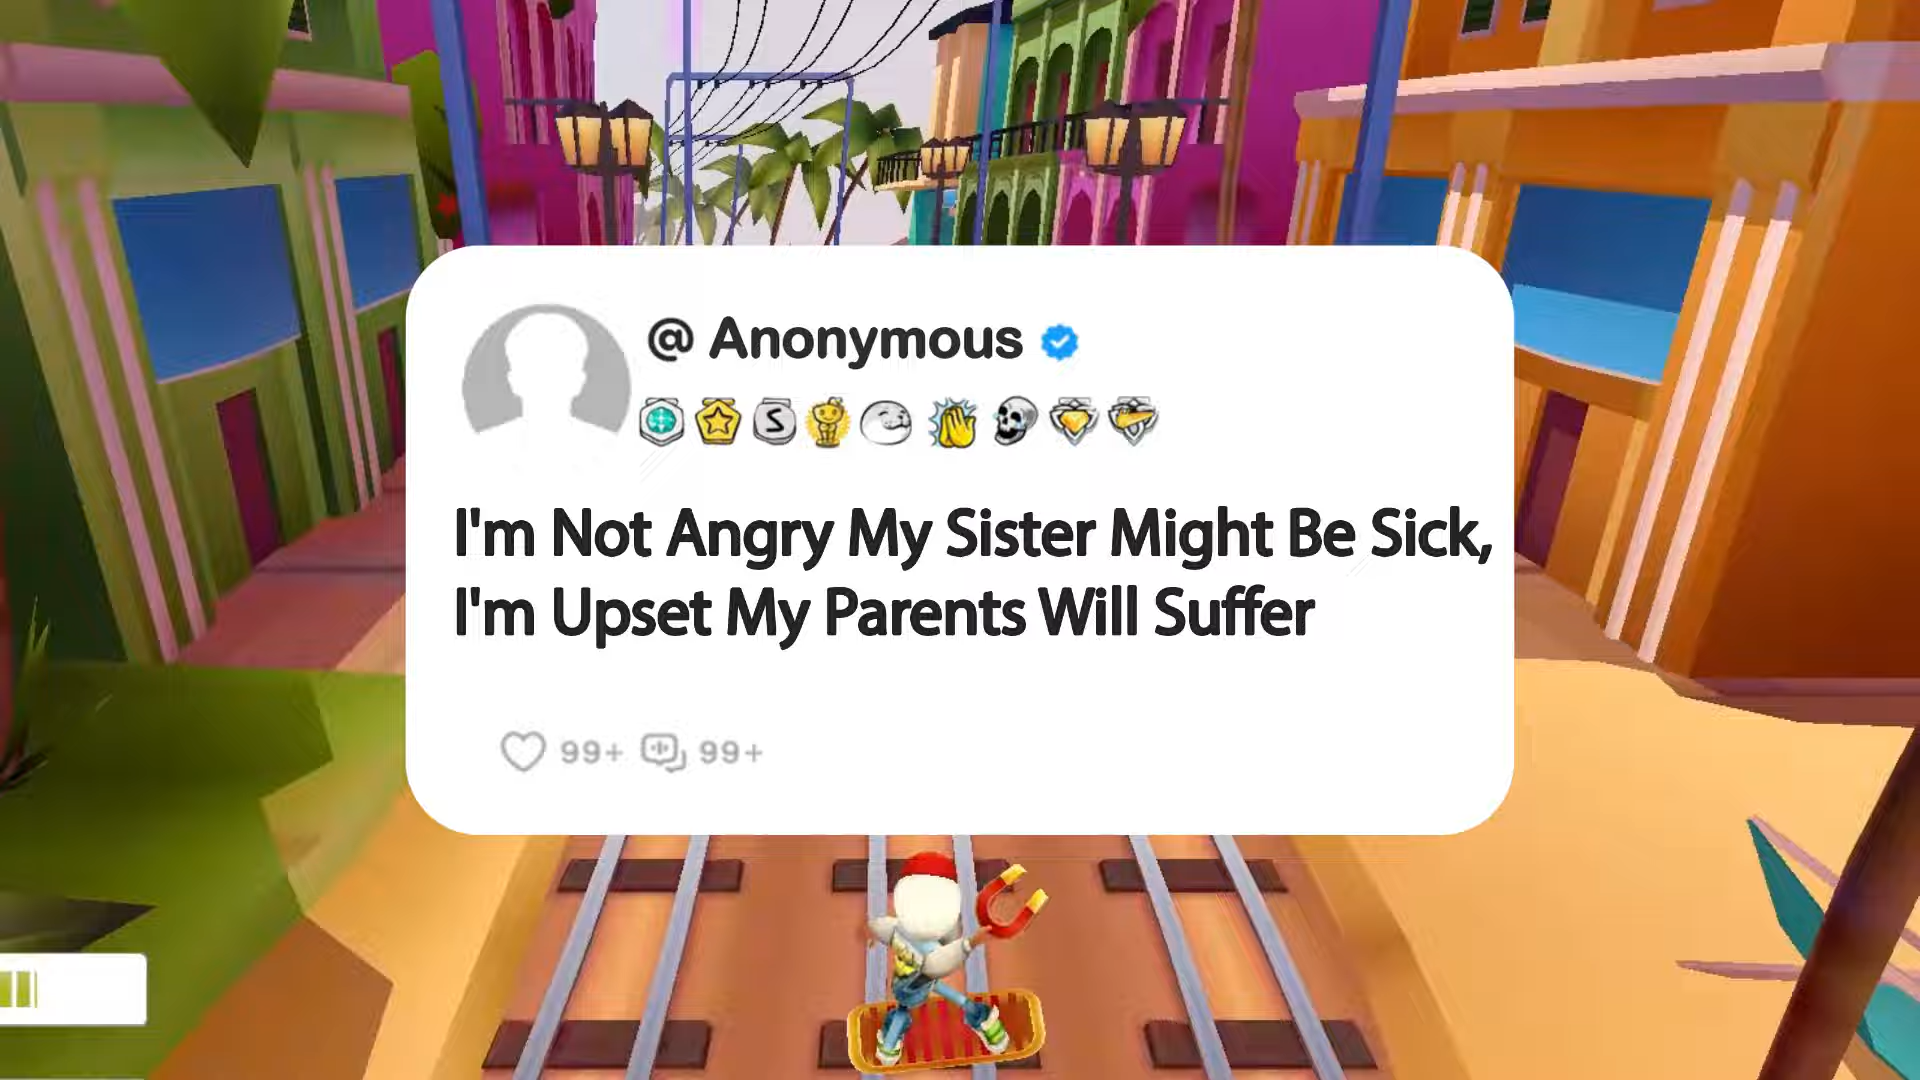 @ Anonymous
I'm Not Angry My Sister Might Be Sick,
I'm Upset My Parents Will Suffer
99+ 99+